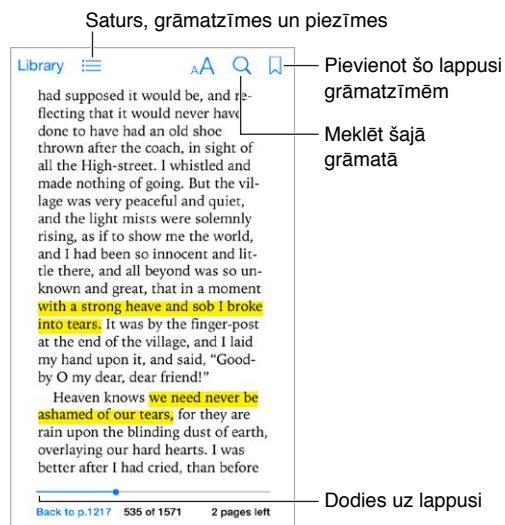 Saturs, grāmatzīmes un piezīmes
Library
AA
Pievienot šo lappusi
grāmatzīmēm
Meklēt šajā
grāmatā
had supposed it would be, and re-
flecting that it would never have
done to have had an old shoe
thrown after the coach, in sight of
all the High-street. I whistled and
made nothing of going. But the vil-
lage was very peaceful and quiet,
and the light mists were solemnly
rising, as if to show me the world,
and I had been so innocent and lit-
tle there, and all beyond was so un-
known and great, that in a moment
with a strong heave and sob I broke
into tears. It was by the finger-post
at the end of the village, and I laid
my hand upon it, and said, “Good-
by O my dear, dear friend!”
Heaven knows we need never be
ashamed of our tears, for they are
rain upon the blinding dust of earth,
overlaying our hard hearts. I was
better after I had cried, than before
Dodies uz lappusi
Back to p.1217 535 of 1571 2 pages left